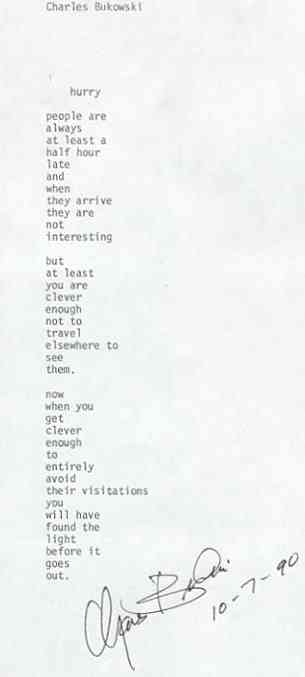 Charles Bukowski
hurry
people are
always
at least a
half hour
late
and
when
they arrive
they are
not
interesting
but
at least
you are
clever
enough
not to
travel
elsewhere to
see
them.
now
when you
get
clever
enough
to
entirely
avoid
their visitations
you
will have
found the
light
before it
goes
out.
10-7-90